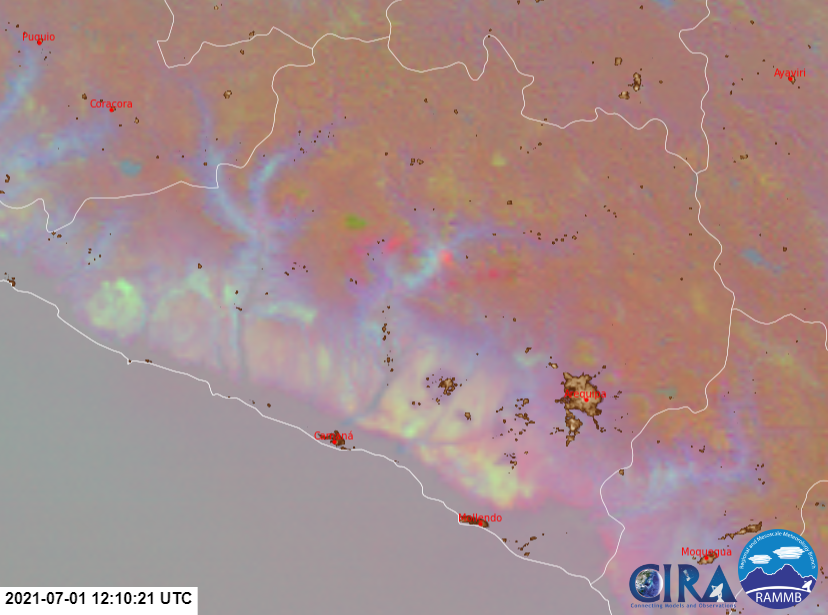 Puquio
Ayaviri
Coracora
Arequipa
Camaná
Mollendo
Moquegua
Regional and Mesoscale Meteorology Branch
CIRA
Connecting Models and Observations
RAMMB
2021-07-01 12:10:21 UTC